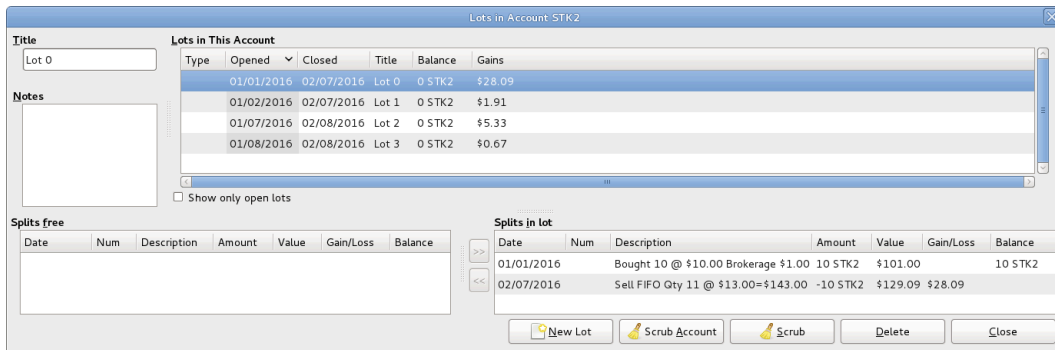 Lots in Account STK2
Title
Lot 0
Notes
Lots in This Account
Type Opened Closed Title Balance Gains
01/01/2016 02/07/2016 Lot 0 0 STK2 $28.09
01/02/2016 02/07/2016 Lot 1 0 STK2 $1.91
01/07/2016 02/08/2016 Lot 2 0 STK2 $5.33
01/08/2016 02/08/2016 Lot 3 0 STK2 $0.67
Show only open lots
Splits free
Date Num Description Amount Value Gain/Loss Balance
>>
<<
Splits in lot
Date Num Description Amount Value Gain/Loss Balance
01/01/2016 Bought 10 @ $10.00 Brokerage $1.00 10 STK2 $101.00 10 STK2
02/07/2016 Sell FIFO Qty 11 @ $13.00=$143.00 -10 STK2 $129.09 $28.09
New Lot Scrub Account Scrub Delete Close